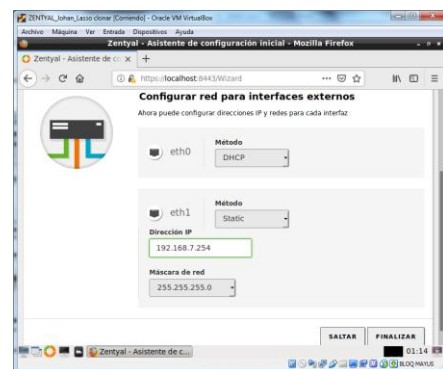 ZENTYAL_Johan_Lasso clonar [Corriendo] - Oracle VM VirtualBox
Archivo Máquina Ver Entrada Dispositivos Ayuda
Zentyal - Asistente de configuración inicial - Mozilla Firefox
Zentyal - Asistente de co
https://localhost:8443/Wizard
Configurar red para interfaces externos
Ahora puede configurar direcciones IP y redes para cada interfaz
eth0
Método
DHCP
eth1
Método
Static
Dirección IP
192.168.7.254
Máscara de red
255.255.255.0
SALTAR
FINALIZAR
Zentyal - Asistente de c...
01:14
BLOQ MAYUS